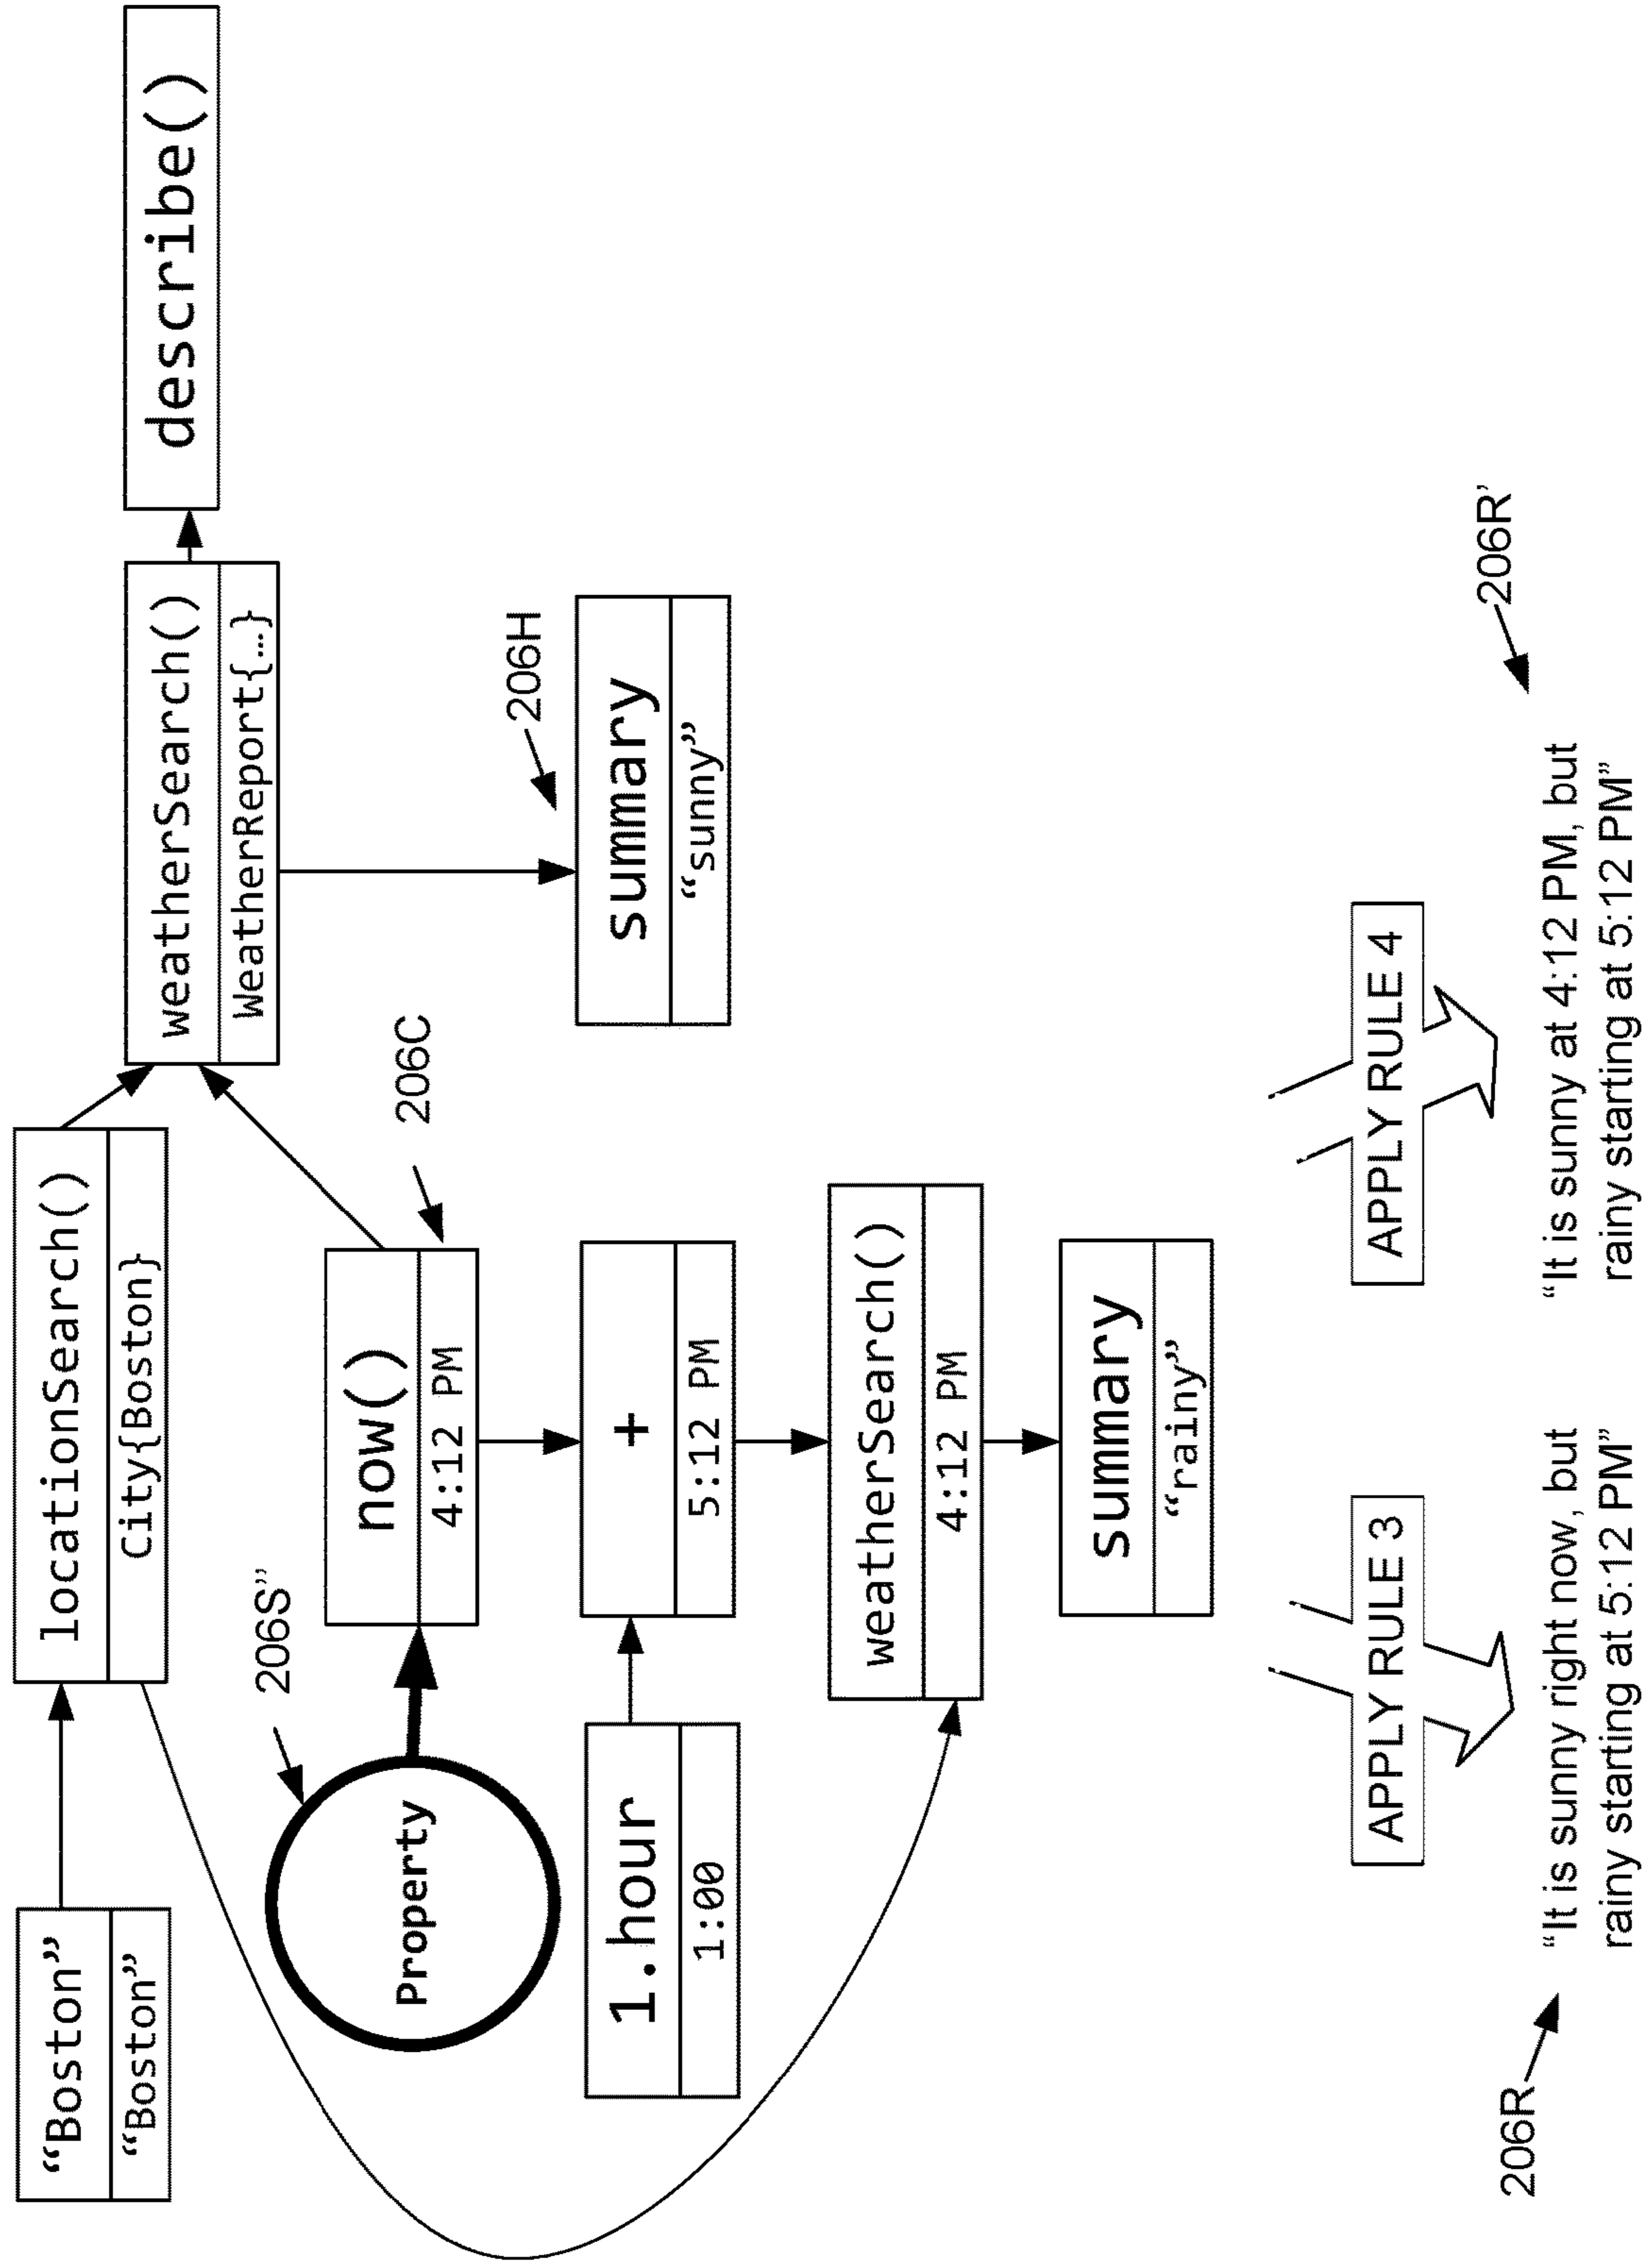 “Boston”
“Boston”
locationSearch()
City{Boston}
weatherSearch()
WeatherReport{…}
describe()
206S”
Property
now()
4:12 PM
206C
206H
summary
“sunny”
1.hour
1:00
+
5:12 PM
weatherSearch()
4:12 PM
summary
“rainy”
APPLY RULE 3
APPLY RULE 4
206R
“It is sunny right now, but
rainy starting at 5:12 PM”
206R’
“It is sunny at 4:12 PM, but
rainy starting at 5:12 PM”